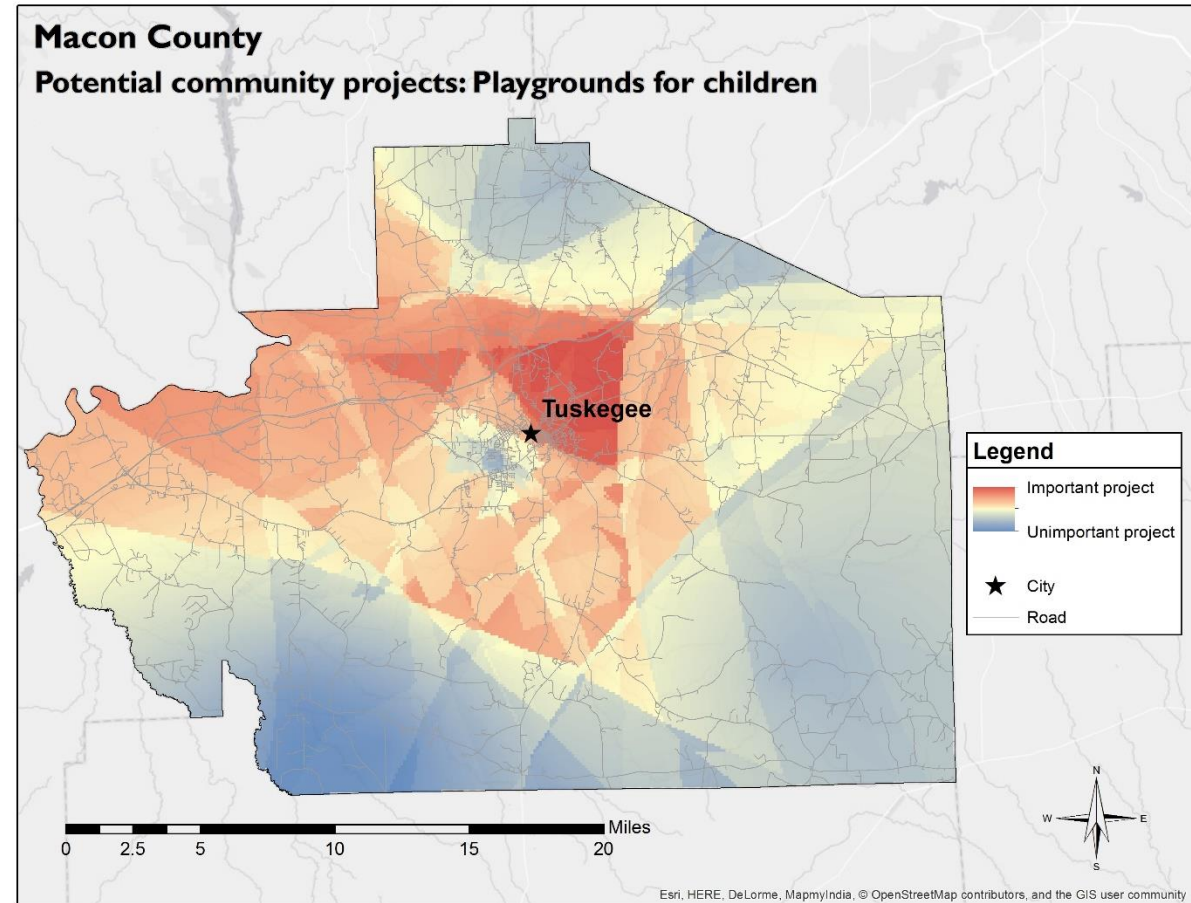 Macon County
Potential community projects: Playgrounds for children
Tuskegee
Legend
Important project
Unimportant project
City
Road
N
W E
S
Miles
0 2.5 5 10 15 20
Esri, HERE, DeLorme, MapmyIndia, © OpenStreetMap contributors, and the GIS user community